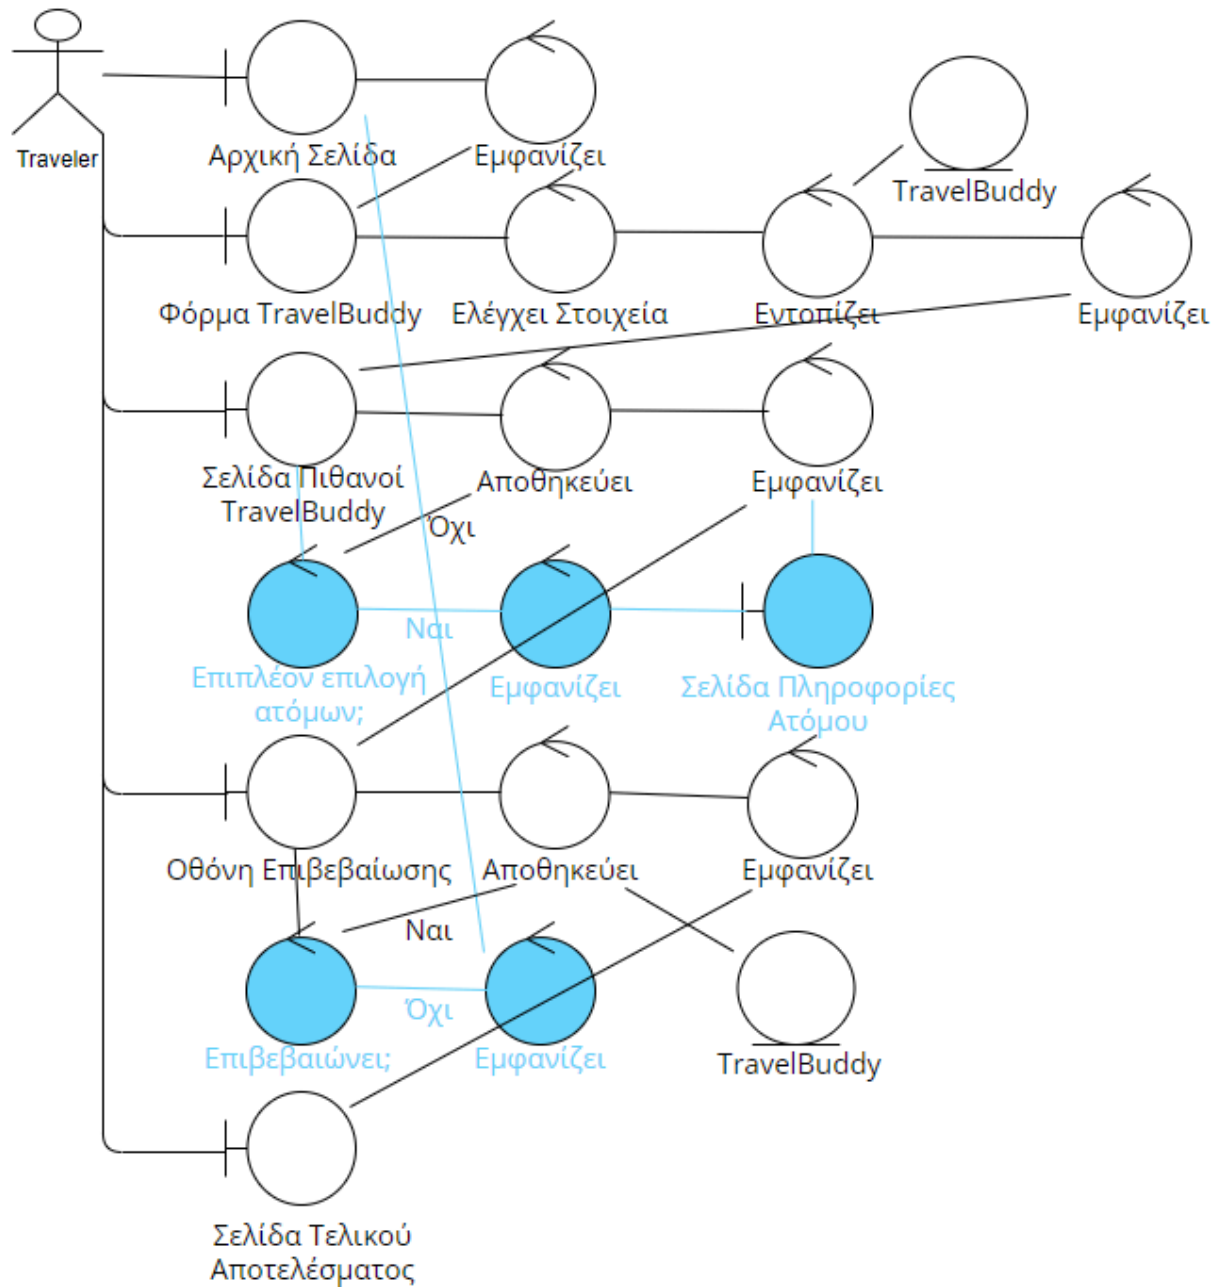 Traveler
Αρχική Σελίδα
Εμφανίζει
TravelBuddy
Φόρμα TravelBuddy
Ελέγχει Στοιχεία
Εντοπίζει
Εμφανίζει
Σελίδα Πιθανοί
TravelBuddy
Αποθηκεύει
Εμφανίζει
Όχι
Ναι
Επιπλέον επιλογή
ατόμων;
Εμφανίζει
Σελίδα Πληροφορίες
Ατόμου
Οθόνη Επιβεβαίωσης
Αποθηκεύει
Εμφανίζει
Ναι
Όχι
Επιβεβαιώνει;
Εμφανίζει
TravelBuddy
Σελίδα Τελικού
Αποτελέσματος